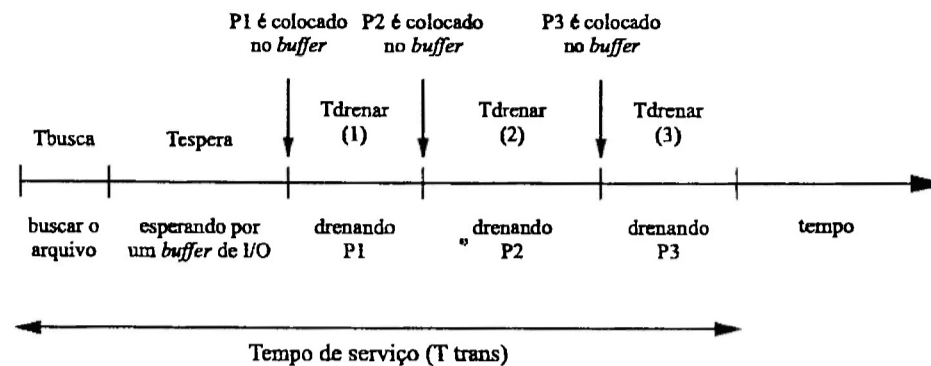 P1 é colocado
no buffer
P2 é colocado
no buffer
P3 é colocado
no buffer
Tbusca
Tespera
Tdrenar
(1)
Tdrenar
(2)
Tdrenar
(3)
buscar o
arquivo
esperando por
um buffer de I/O
drenando
P1
drenando
P2
drenando
P3
tempo
Tempo de serviço (T trans)